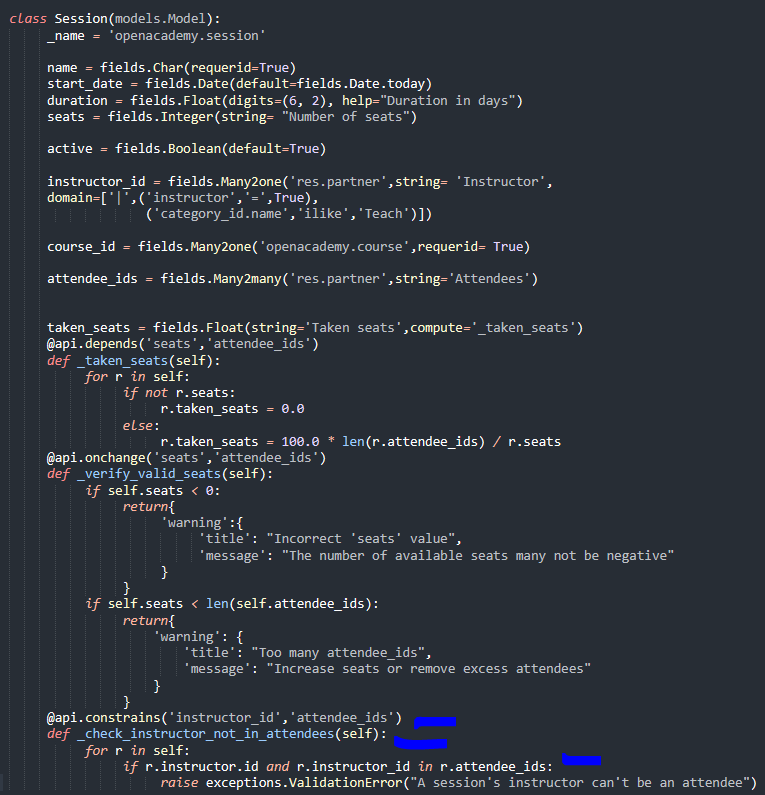 class Session(models.Model):
_name = 'openacademy.session'
name = fields.Char(requerid=True)
start_date = fields.Date(default=fields.Date.today)
duration = fields.Float(digits=(6, 2), help="Duration in days")
seats = fields.Integer(string= "Number of seats")
active = fields.Boolean(default=True)
instructor_id = fields.Many2one('res.partner',string= 'Instructor',
domain=['|',('instructor','=',True),
('category_id.name','ilike','Teach')])
course_id = fields.Many2one('openacademy.course',requerid= True)
attendee_ids = fields.Many2many('res.partner',string='Attendees')
taken_seats = fields.Float(string='Taken seats',compute='_taken_seats')
@api.depends('seats','attendee_ids')
def _taken_seats(self):
for r in self:
if not r.seats:
r.taken_seats = 0.0
else:
r.taken_seats = 100.0 * len(r.attendee_ids) / r.seats
@api.onchange('seats','attendee_ids')
def _verify_valid_seats(self):
if self.seats < 0:
return{
'warning':{
'title': "Incorrect 'seats' value",
'message': "The number of available seats many not be negative"
}
}
if self.seats < len(self.attendee_ids):
return{
'warning': {
'title': "Too many attendee_ids",
'message': "Increase seats or remove excess attendees"
}
}
@api.constrains('instructor_id','attendee_ids')
def _check_instructor_not_in_attendees(self):
for r in self:
if r.instructor.id and r.instructor_id in r.attendee_ids:
raise exceptions.ValidationError("A session's instructor can't be an attendee")